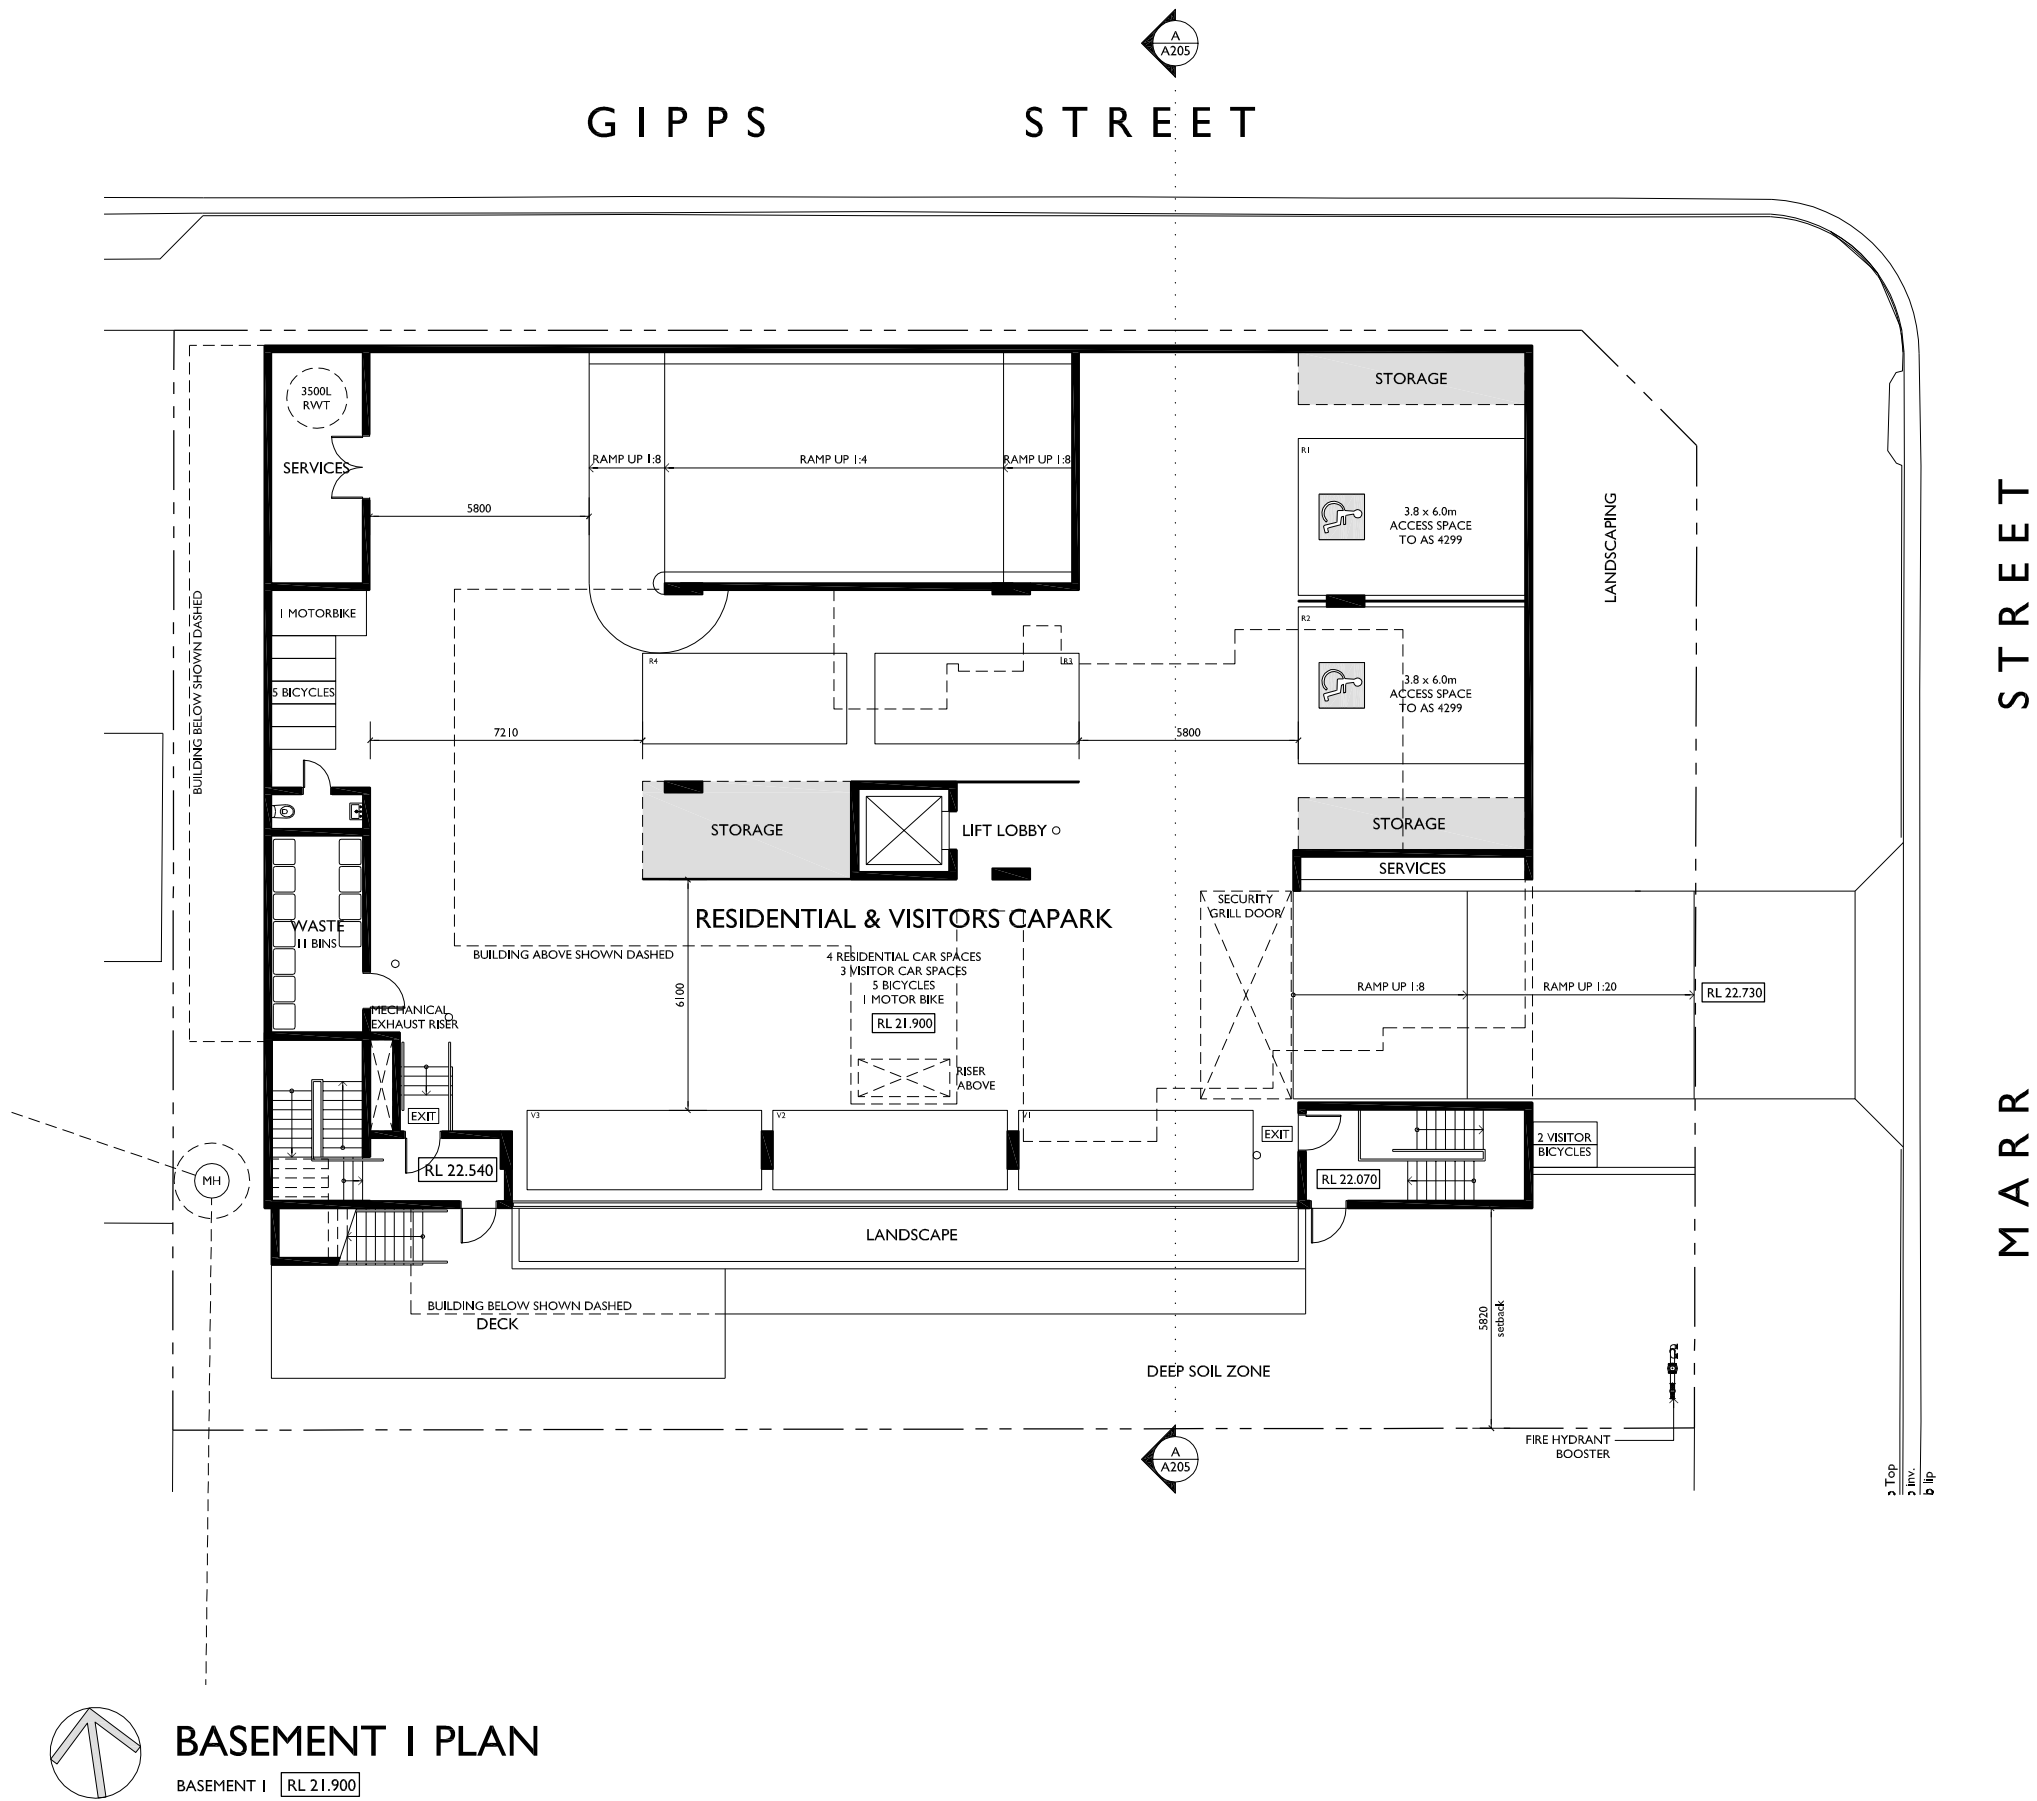 A
A205
GIPPS STREET
STORAGE
3500L
RWT
SERVICES
RAMP UP 1:8
RAMP UP 1:4
RAMP UP 1:8
R1
5800
3.8 x 6.0m
ACCESS SPACE
TO AS 4299
LANDSCAPING
MARR STREET
BUILDING BELOW SHOWN DASHED
1 MOTORBIKE
R2
R4
R3
5 BICYCLES
3.8 x 6.0m
ACCESS SPACE
TO AS 4299
7210
5800
STORAGE
LIFT LOBBY
STORAGE
SERVICES
SECURITY
GRILL DOOR
RESIDENTIAL & VISITORS CAPARK
WASTE
11 BINS
BUILDING ABOVE SHOWN DASHED
4 RESIDENTIAL CAR SPACES
3 VISITOR CAR SPACES
5 BICYCLES
1 MOTOR BIKE
RL 21.900
6100
RAMP UP 1:8
RAMP UP 1:20
RL 22.730
MECHANICAL
EXHAUST RISER
RISER
ABOVE
EXIT
V3
V2
V1
EXIT
2 VISITOR
BICYCLES
RL 22.540
RL 22.070
MH
LANDSCAPE
BUILDING BELOW SHOWN DASHED
DECK
5820
setback
DEEP SOIL ZONE
FIRE HYDRANT
BOOSTER
A
A205
Top
inv.
lip
BASEMENT 1 PLAN
BASEMENT 1
RL 21.900